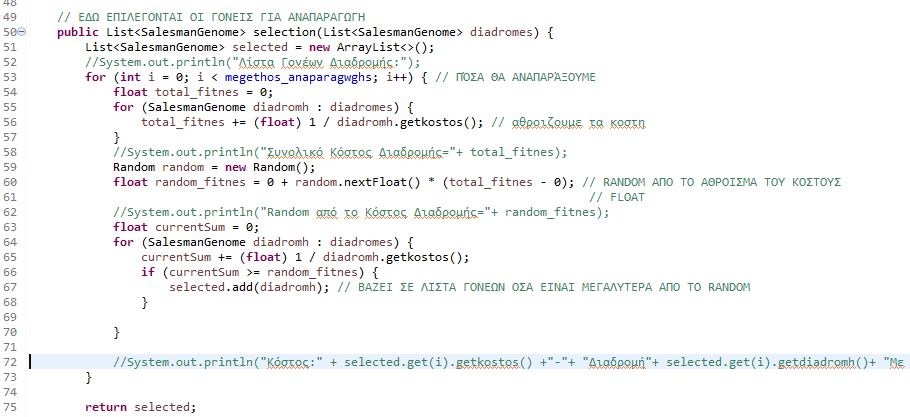 48
49 // ΕΔΩ ΕΠΙΛΕΓΟΝΤΑΙ ΟΙ ΓΟΝΕΙΣ ΓΙΑ ΑΝΑΠΑΡΑΓΩΓΗ
50 public List<SalesmanGenome> selection(List<SalesmanGenome> diadromes) {
51 List<SalesmanGenome> selected = new ArrayList<>();
52 //System.out.println("Λίστα Γονέων Διαδρομής:");
53 for (int i = 0; i < megethos_anaparagwghs; i++) { // ΠΌΣΑ ΘΑ ΑΝΑΠΑΡΆΞΟΥΜΕ
54 float total_fitnes = 0;
55 for (SalesmanGenome diadromh : diadromes) {
56 total_fitnes += (float) 1 / diadromh.getkostos(); // αθροιζουμε τα κοστη
57 }
58 //System.out.println("Συνολικό Κόστος Διαδρομής="+ total_fitnes);
59 Random random = new Random();
60 float random_fitnes = 0 + random.nextFloat() * (total_fitnes - 0); // RANDOM ΑΠΟ ΤΟ ΑΘΡΟΙΣΜΑ ΤΟΥ ΚΟΣΤΟΥΣ
61 // FLOAT
62 //System.out.println("Random από το Κόστος Διαδρομής="+ random_fitnes);
63 float currentSum = 0;
64 for (SalesmanGenome diadromh : diadromes) {
65 currentSum += (float) 1 / diadromh.getkostos();
66 if (currentSum >= random_fitnes) {
67 selected.add(diadromh); // ΒΑΖΕΙ ΣΕ ΛΙΣΤΑ ΓΟΝΕΩΝ ΟΣΑ ΕΙΝΑΙ ΜΕΓΑΛΥΤΕΡΑ ΑΠΟ ΤΟ RANDOM
68 }
69
70 }
71
72 //System.out.println("Κόστος:" + selected.get(i).getkostos() +"-"+ "Διαδρομή"+ selected.get(i).getdiadromh()+ "Με
73 }
74
75 return selected;